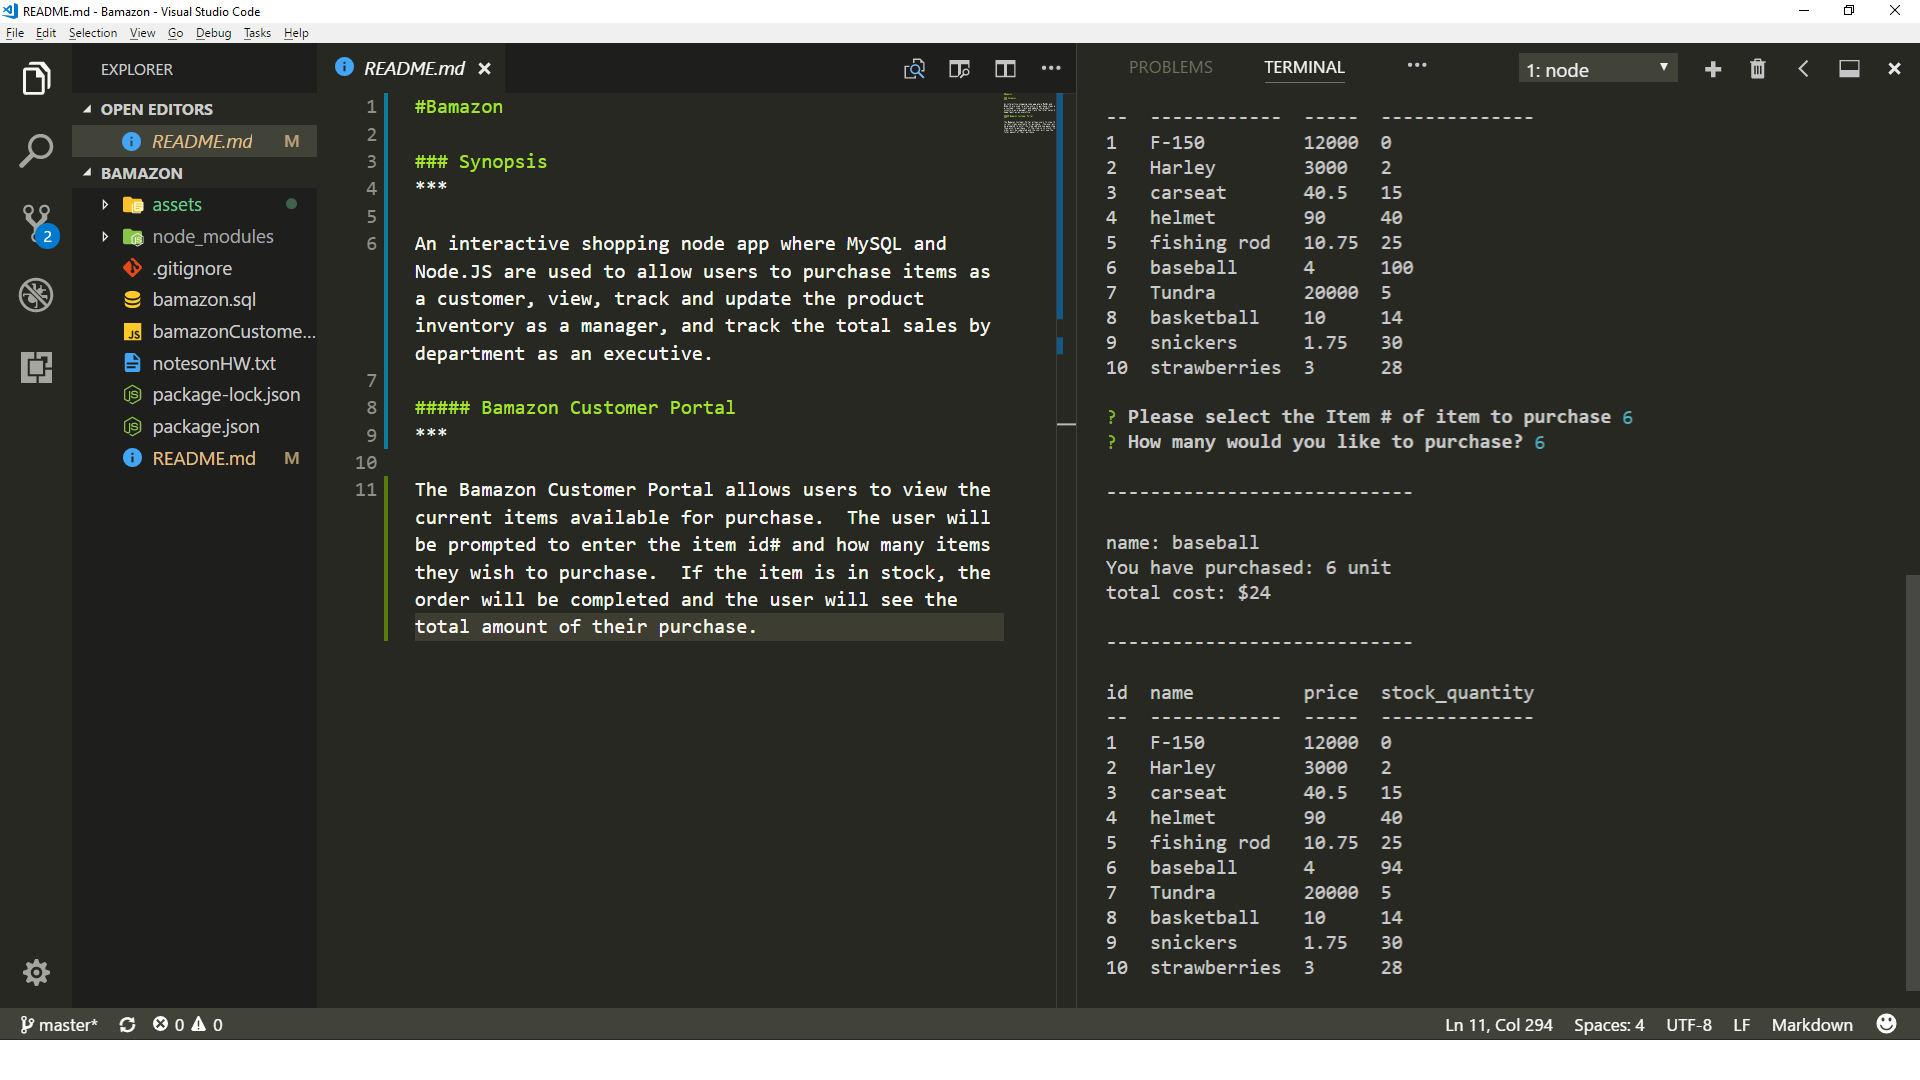 README.md - Bamazon - Visual Studio Code
File Edit Selection View Go Debug Tasks Help
EXPLORER
OPEN EDITORS
README.md M
BAMAZON
assets
node_modules
.gitignore
bamazon.sql
bamazonCustome...
notesonHW.txt
package-lock.json
package.json
README.md M
2
README.md
1 #Bamazon
2
3 ### Synopsis
4 ***
5
6 An interactive shopping node app where MySQL and
Node.JS are used to allow users to purchase items as
a customer, view, track and update the product
inventory as a manager, and track the total sales by
department as an executive.
7
8 ##### Bamazon Customer Portal
9 ***
10
11 The Bamazon Customer Portal allows users to view the
current items available for purchase.  The user will
be prompted to enter the item id# and how many items
they wish to purchase.  If the item is in stock, the
order will be completed and the user will see the
total amount of their purchase.
PROBLEMS TERMINAL ... 1: node
-- ------------ ----- --------------
1 F-150 12000 0
2 Harley 3000 2
3 carseat 40.5 15
4 helmet 90 40
5 fishing rod 10.75 25
6 baseball 4 100
7 Tundra 20000 5
8 basketball 10 14
9 snickers 1.75 30
10 strawberries 3 28
? Please select the Item # of item to purchase 6
? How many would you like to purchase? 6
----------------------------
name: baseball
You have purchased: 6 unit
total cost: $24
----------------------------
id name price stock_quantity
-- ------------ ----- --------------
1 F-150 12000 0
2 Harley 3000 2
3 carseat 40.5 15
4 helmet 90 40
5 fishing rod 10.75 25
6 baseball 4 94
7 Tundra 20000 5
8 basketball 10 14
9 snickers 1.75 30
10 strawberries 3 28
master* 0 0 Ln 11, Col 294 Spaces: 4 UTF-8 LF Markdown